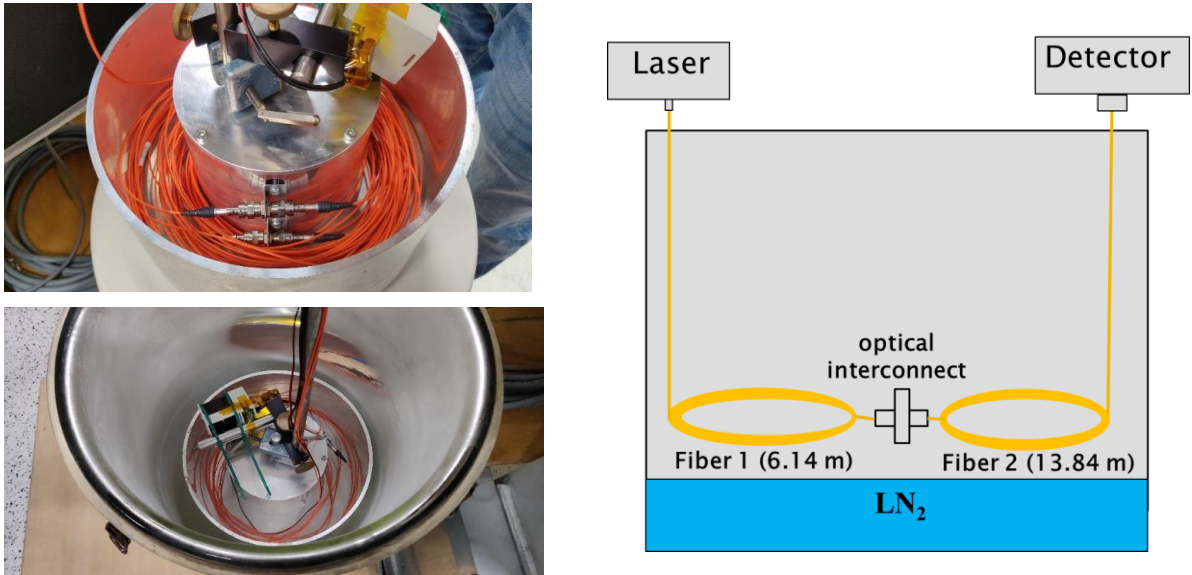 Laser
Detector
optical
interconnect
Fiber 1 (6.14 m)
Fiber 2 (13.84 m)
LN₂